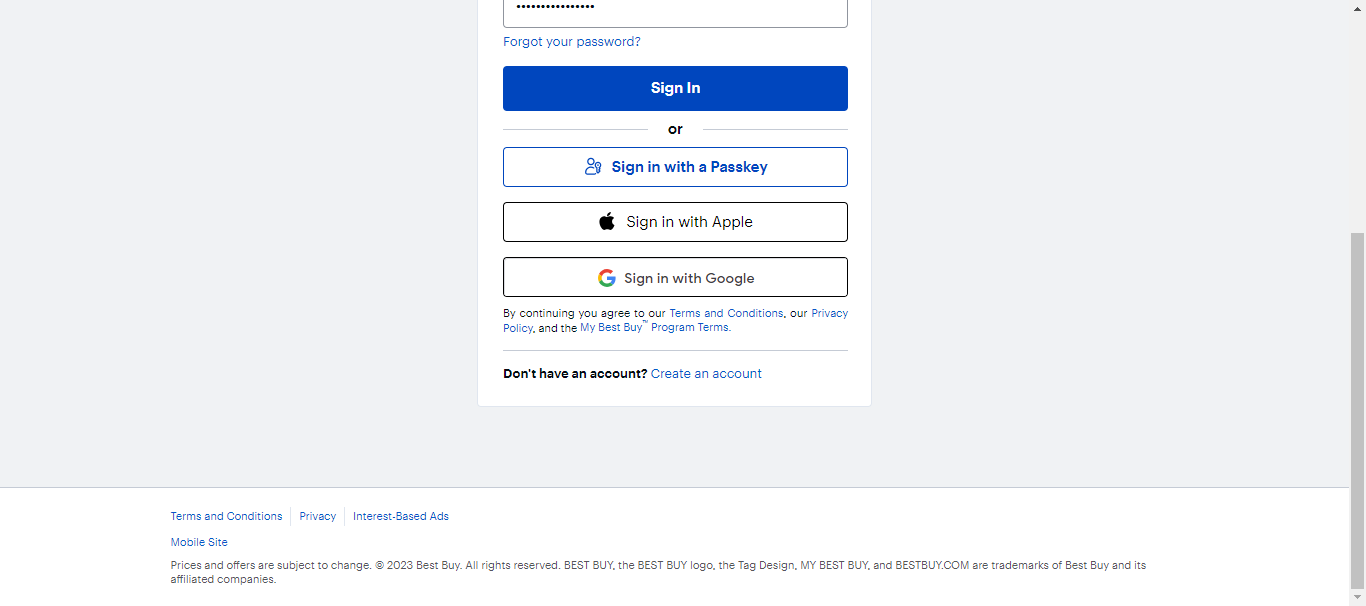 ••••••••••••••••
Forgot your password?
Sign In
or
Sign in with a Passkey
Sign in with Apple
Sign in with Google
By continuing you agree to our Terms and Conditions, our Privacy
Policy, and the My Best Buy™ Program Terms.
Don't have an account? Create an account
Terms and Conditions Privacy Interest-Based Ads
Mobile Site
Prices and offers are subject to change. © 2023 Best Buy. All rights reserved. BEST BUY, the BEST BUY logo, the Tag Design, MY BEST BUY, and BESTBUY.COM are trademarks of Best Buy and its
affiliated companies.